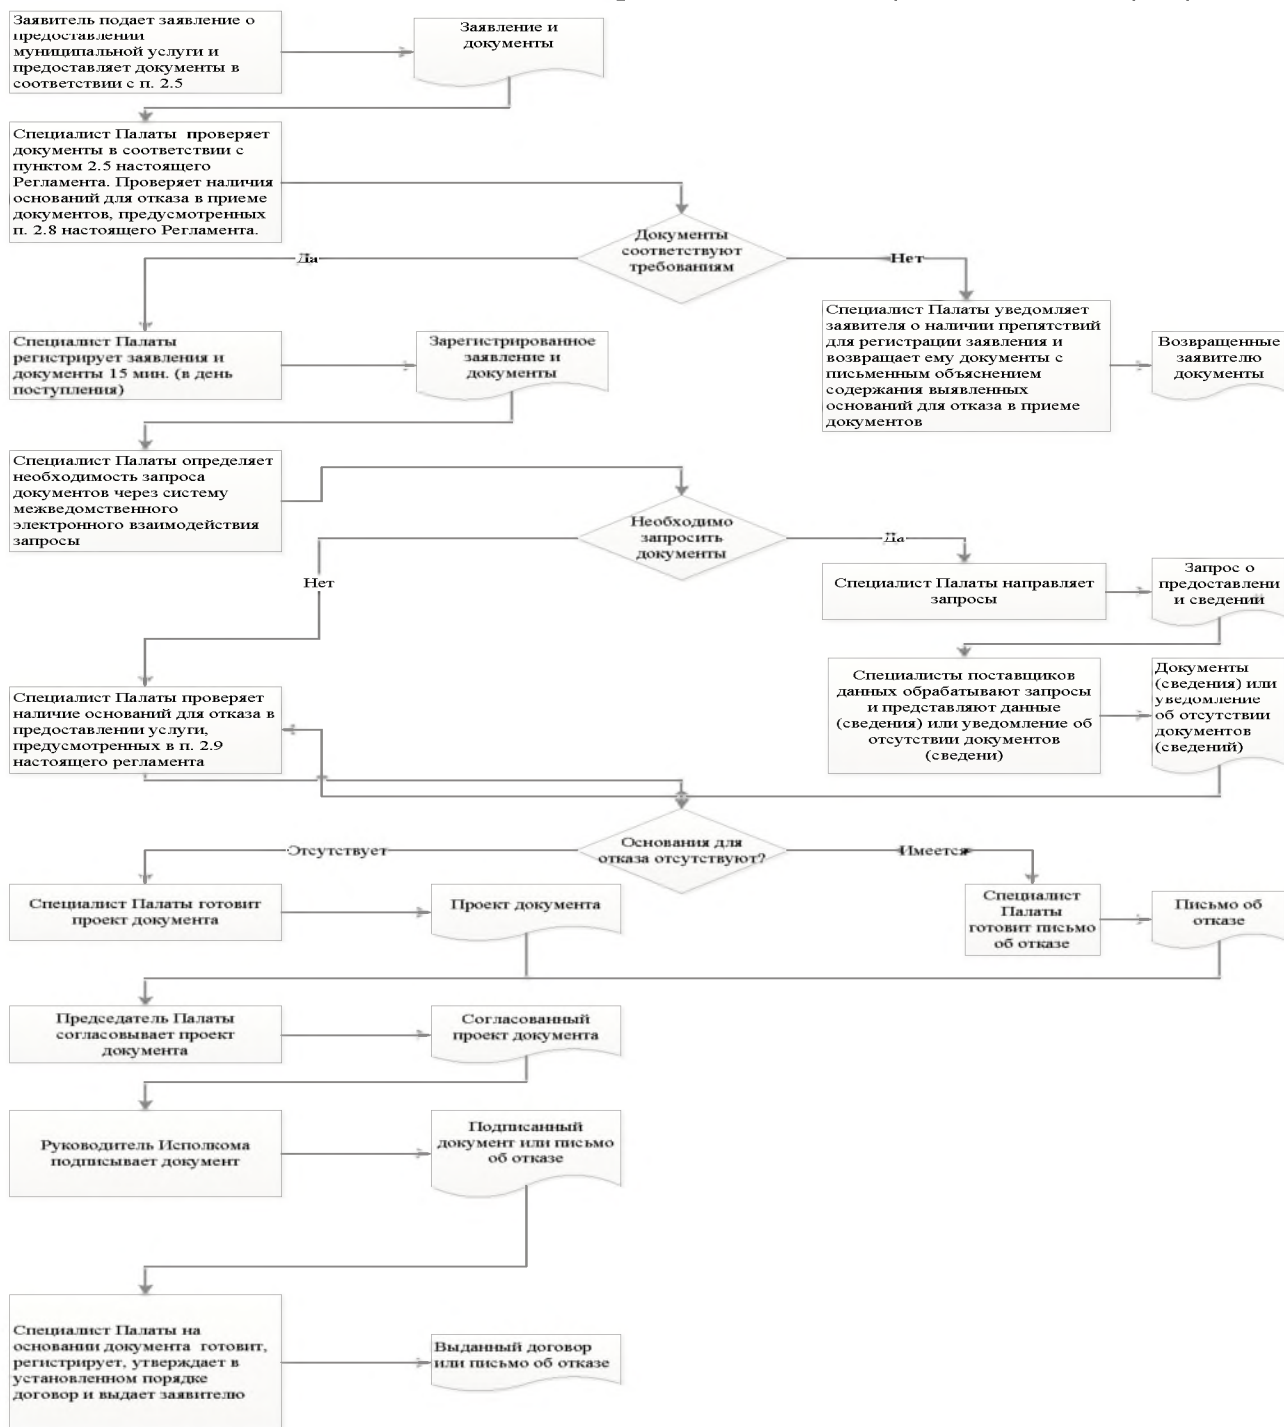 Заявитель подает заявление о
предоставлении
муниципальной услуги и
предоставляет документы в
соответствии с п. 2.5
Заявление и
документы
Специалист Палаты проверяет
документы в соответствии с
пунктом 2.5 настоящего
Регламента. Проверяет наличия
оснований для отказа в приеме
документов, предусмотренных
п. 2.8 настоящего Регламента.
Документы
соответствуют
требованиям
Да
Нет
Специалист Палаты
регистрирует заявления и
документы 15 мин. (в день
поступления)
Зарегистрированное
заявление и
документы
Специалист Палаты уведомляет
заявителя о наличии препятствий
для регистрации заявления и
возвращает ему документы с
письменным объяснением
содержания выявленных
оснований для отказа в приеме
документов
Возвращенные
заявителю
документы
Специалист Палаты определяет
необходимость запроса
документов через систему
межведомственного
электронного взаимодействия
запросы
Необходимо
запросить
документы
Нет
Да
Специалист Палаты направляет
запросы
Запрос о
предоставлени
и сведений
Специалисты поставщиков
данных обрабатывают запросы
и представляют данные
(сведения) или уведомление об
отсутствии документов
(сведени)
Документы
(сведения) или
уведомление
об отсутствии
документов
(сведений)
Специалист Палаты проверяет
наличие оснований для отказа в
предоставлении услуги,
предусмотренных в п. 2.9
настоящего регламента
Основания для
отказа отсутствуют?
Отсутствует
Имеется
Специалист Палаты готовит
проект документа
Проект документа
Специалист
Палаты
готовит письмо
об отказе
Письмо об
отказе
Председатель Палаты
согласовывает проект
документа
Согласованный
проект документа
Руководитель Исполкома
подписывает документ
Подписанный
документ или письмо
об отказе
Специалист Палаты на
основании документа готовит,
регистрирует, утверждает в
установленном порядке
договор и выдает заявителю
Выданный договор
или письмо об отказе